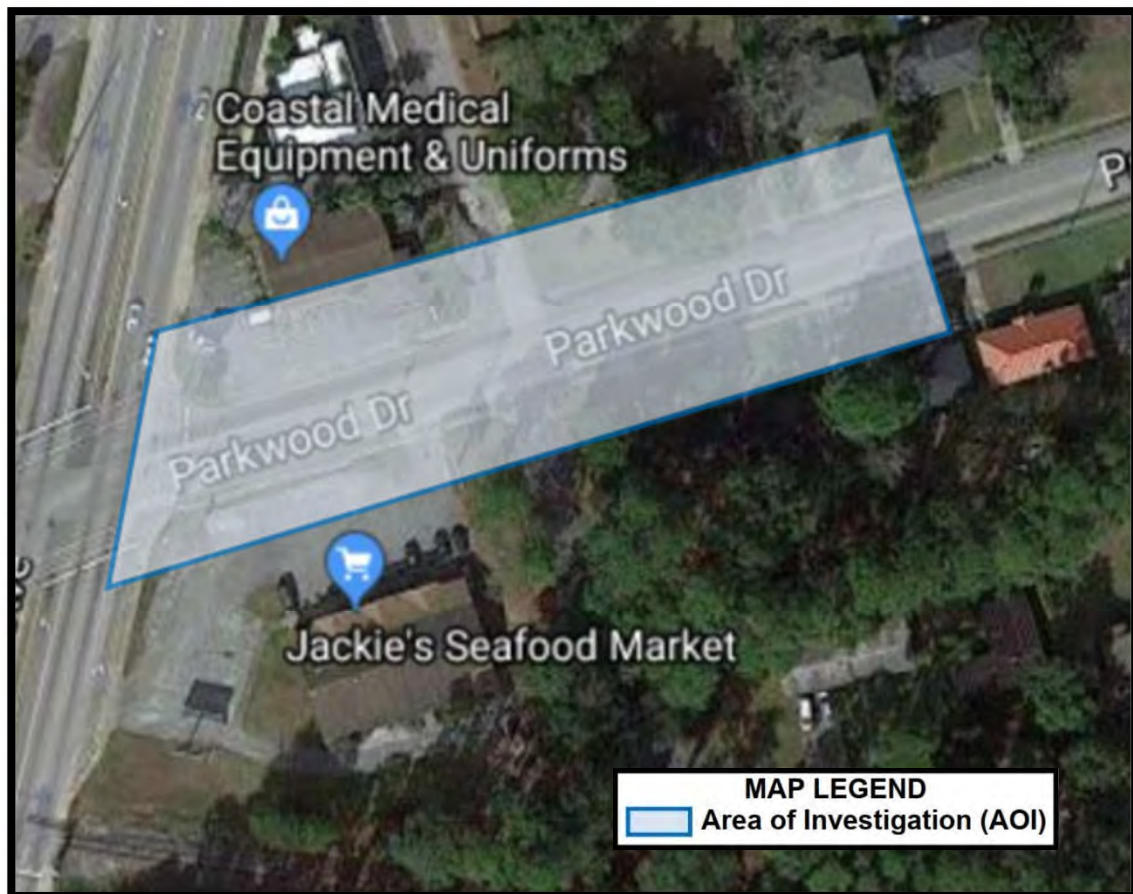 Coastal Medical
Equipment & Uniforms
Parkwood Dr
Parkwood Dr
Jackie's Seafood Market
MAP LEGEND
Area of Investigation (AOI)